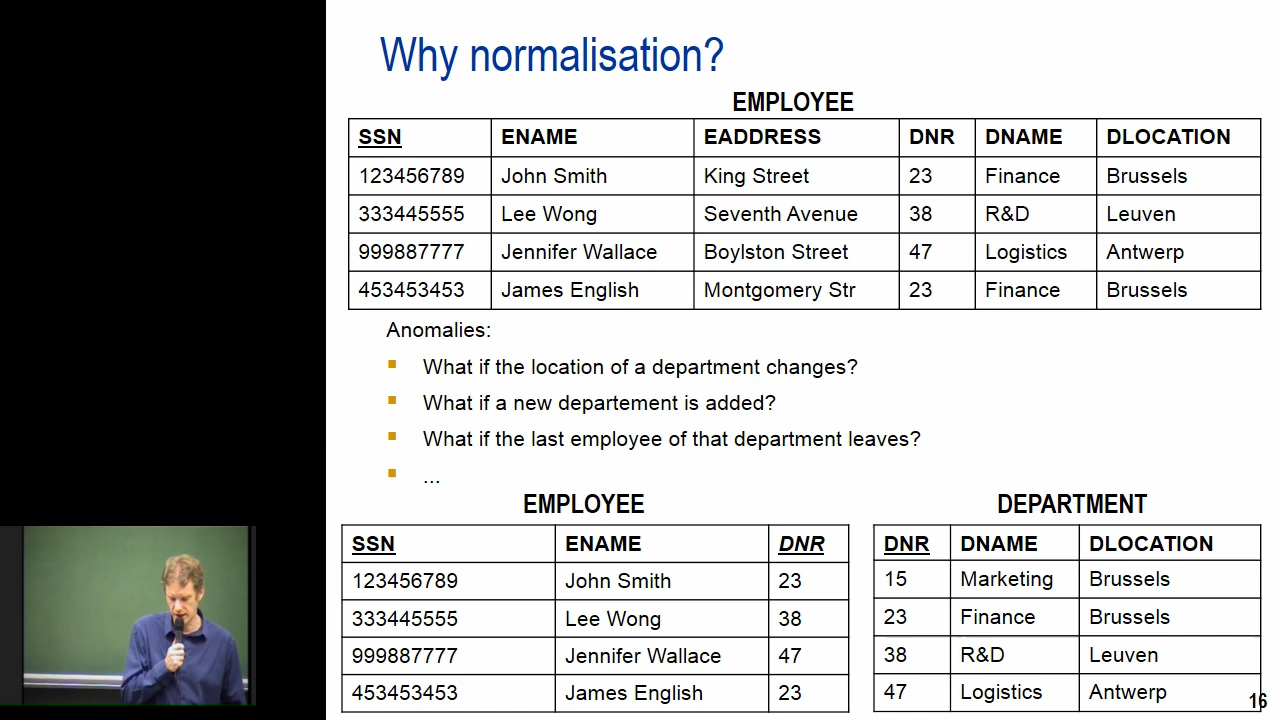 Why normalisation?
EMPLOYEE
SSN ENAME EADDRESS DNR DNAME DLOCATION
123456789 John Smith King Street 23 Finance Brussels
333445555 Lee Wong Seventh Avenue 38 R&D Leuven
999887777 Jennifer Wallace Boylston Street 47 Logistics Antwerp
453453453 James English Montgomery Str 23 Finance Brussels
Anomalies:
What if the location of a department changes?
What if a new departement is added?
What if the last employee of that department leaves?
...
EMPLOYEE
SSN ENAME DNR
123456789 John Smith 23
333445555 Lee Wong 38
999887777 Jennifer Wallace 47
453453453 James English 23
DEPARTMENT
DNR DNAME DLOCATION
15 Marketing Brussels
23 Finance Brussels
38 R&D Leuven
47 Logistics Antwerp
16